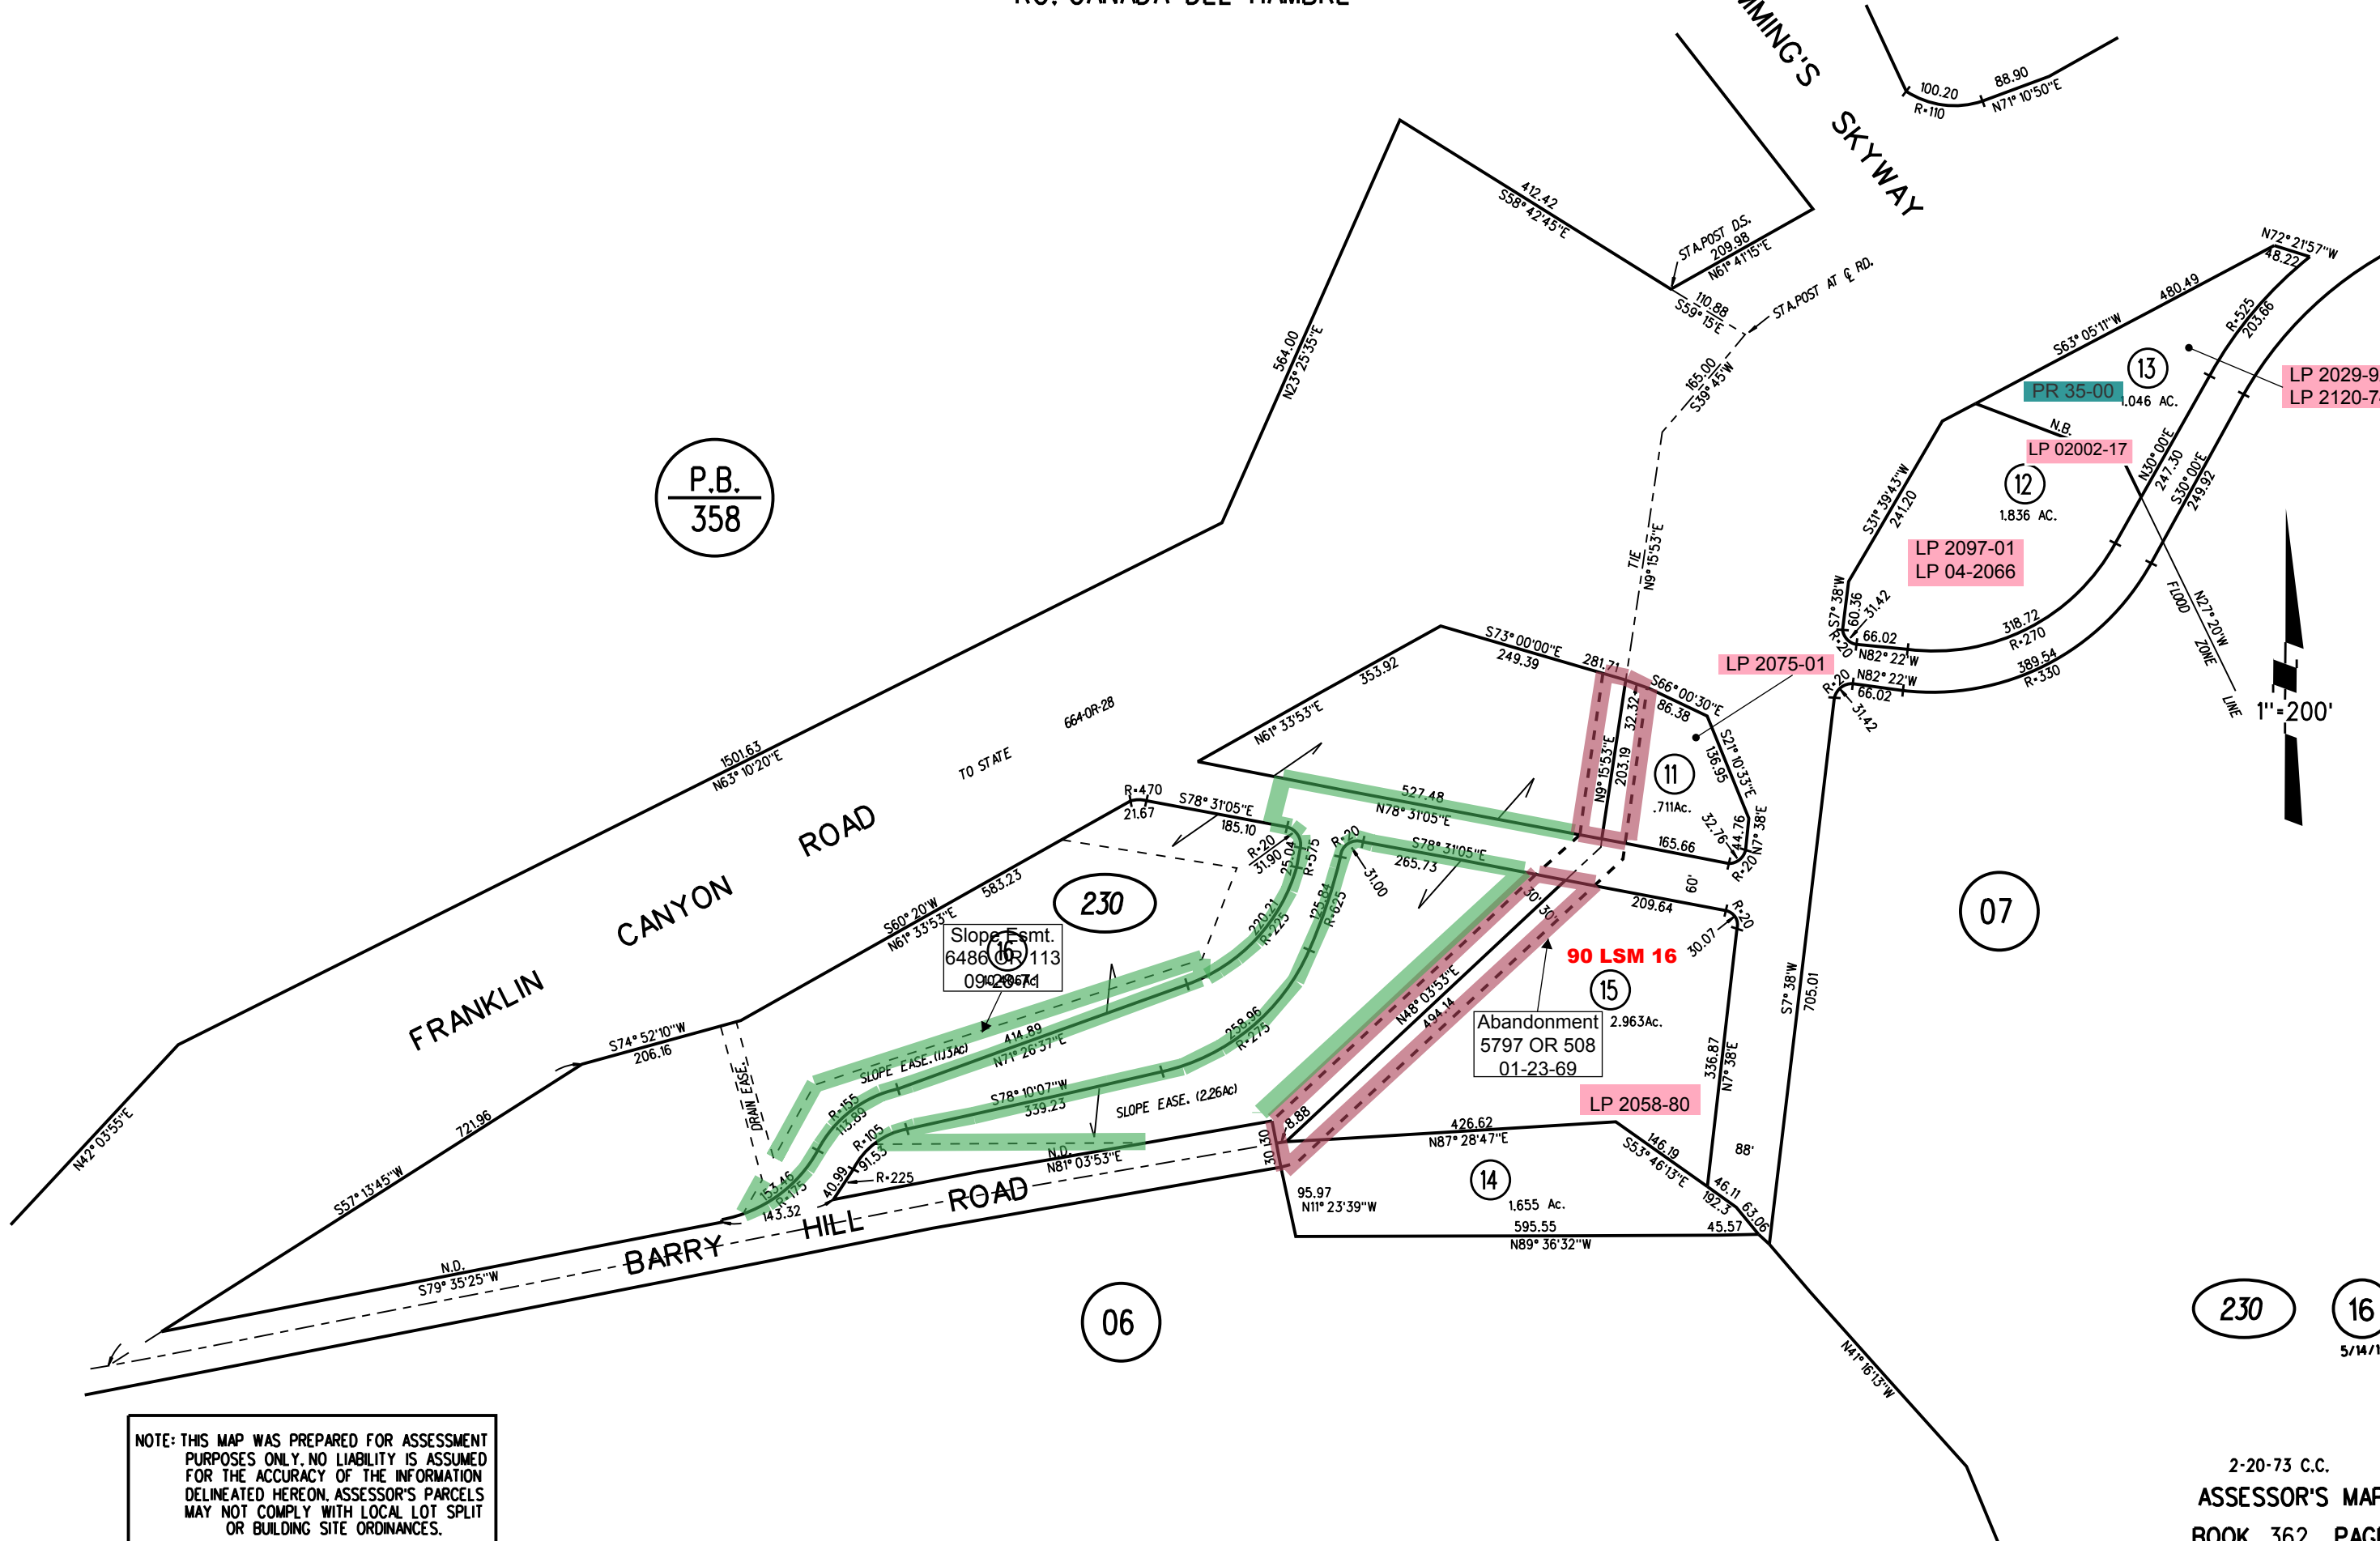 RO. CANADA DEL HAMBRE
MMING'S SKYWAY
100.20
R=110
88.90
N71° 10'50"E
412.42
S58° 42'45"E
STA.POST D.S.
209.98
N61° 41'15"E
110.88
S59° 15'E
STA.POST AT ℄ RD.
165.00
S39° 45'W
564.00
N23° 25'35"E
N72° 21'57"W
48.22
480.49
S63° 05'11"W
R=525
203.66
13
PR 35-00
1.046 AC.
LP 2029-9
LP 2120-7
N.B.
LP 02002-17
12
1.836 AC.
N30° 00'E
247.30
S30° 00'E
249.92
S31° 39'43"W
241.20
LP 2097-01
LP 04-2066
P.B.
358
TIE
N9° 15'53"E
S7° 38'W
60.36
31.42
R=20
66.02
N82° 22'W
318.72
R=270
389.54
R=330
R=20
N82° 22'W
66.02
31.42
FLOOD ZONE LINE
N27° 20'W
1"=200'
S73° 00'00"E
249.39
281.71
353.92
N61° 33'53"E
S66° 00'30"E
86.38
32.32
LP 2075-01
N9° 15'53"E
203.19
S21° 10'33"E
136.95
11
.711Ac.
32.76
44.76
N7° 38'E
R=20
165.66
1501.63
N63° 10'20"E
664-OR-28
TO STATE
FRANKLIN CANYON ROAD
R=470
21.67
S78° 31'05"E
185.10
527.48
N78° 31'05"E
R=20
31.90
25.04
R=575
R=20
S78° 31'05"E
265.73
31.00
583.23
S60° 20'W
N61° 33'53"E
230
125.84
R=625
220.21
R=225
30' 30'
60'
209.64
R=20
30.07
07
Slope Esmt.
6486 OR 113
09-28-71
16
90 LSM 16
15
2.963Ac.
N48° 03'53"E
494.14
Abandonment
5797 OR 508
01-23-69
S7° 38'W
705.01
336.87
N7° 38'E
S74° 52'10"W
206.16
DRAIN EASE.
SLOPE EASE. (1.13Ac)
414.89
N71° 26'37"E
258.96
R=275
S78° 10'07"W
339.23
SLOPE EASE. (2.26Ac)
R=155
113.89
R=105
91.53
LP 2058-80
8.88
30 30
426.62
N87° 28'47"E
146.19
S53° 46'13"E
88'
N42° 03'55"E
721.96
S57° 13'45"W
153.46
R=175
143.32
40.99
R=225
N.D.
N81° 03'53"E
14
1.655 Ac.
95.97
N11° 23'39"W
46.11
192.3
63.06
595.55
45.57
N89° 36'32"W
BARRY HILL ROAD
N.D.
S79° 35'25"W
06
230
16
5/14/1
N41° 16'13"W
NOTE: THIS MAP WAS PREPARED FOR ASSESSMENT
PURPOSES ONLY. NO LIABILITY IS ASSUMED
FOR THE ACCURACY OF THE INFORMATION
DELINEATED HEREON. ASSESSOR'S PARCELS
MAY NOT COMPLY WITH LOCAL LOT SPLIT
OR BUILDING SITE ORDINANCES.
2-20-73 C.C.
ASSESSOR'S MAP
BOOK 362 PAGE